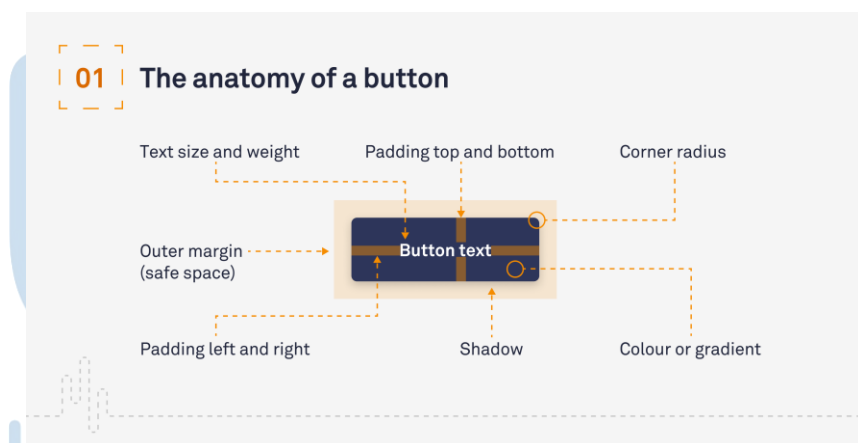 01 The anatomy of a button
Text size and weight
Padding top and bottom
Corner radius
Outer margin
(safe space)
Button text
Padding left and right
Shadow
Colour or gradient